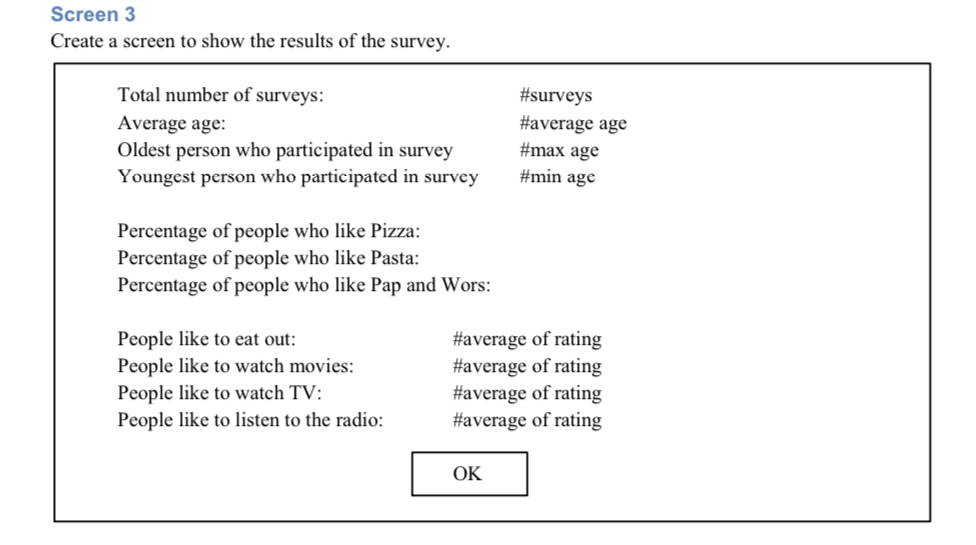 Screen 3
Create a screen to show the results of the survey.
Total number of surveys: #surveys
Average age: #average age
Oldest person who participated in survey #max age
Youngest person who participated in survey #min age
Percentage of people who like Pizza:
Percentage of people who like Pasta:
Percentage of people who like Pap and Wors:
People like to eat out: #average of rating
People like to watch movies: #average of rating
People like to watch TV: #average of rating
People like to listen to the radio: #average of rating
OK